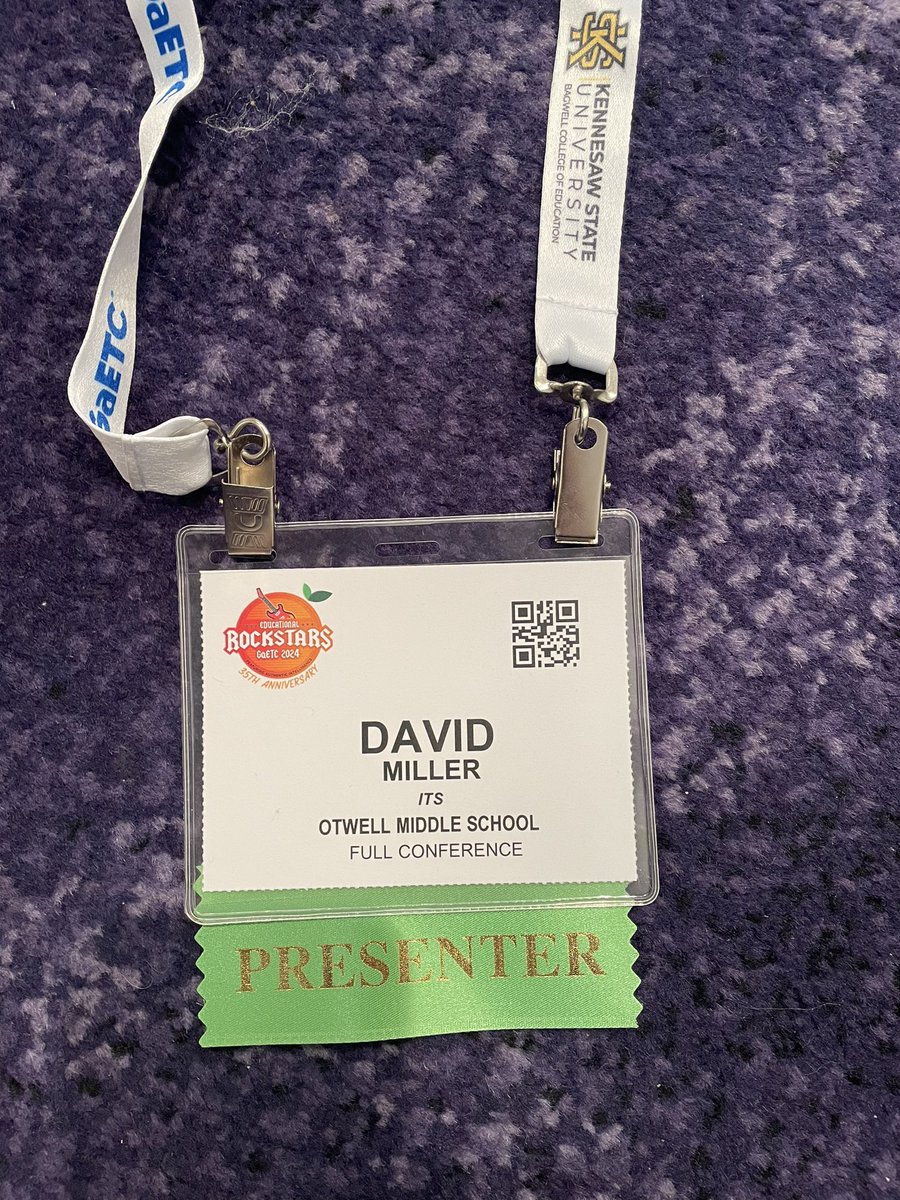 GaETC
GaETC
KENNESAW STATE
UNIVERSITY
BAGWELL COLLEGE OF EDUCATION
EDUCATIONAL
ROCKSTARS
GaETC 2024
35TH ANNIVERSARY
DAVID
MILLER
ITS
OTWELL MIDDLE SCHOOL
FULL CONFERENCE
PRESENTER